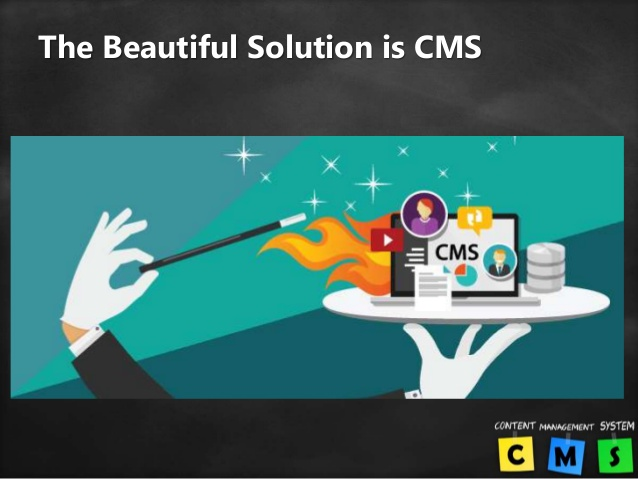 The Beautiful Solution is CMS
CMS
CONTENT MANAGEMENT SYSTEM
C M S